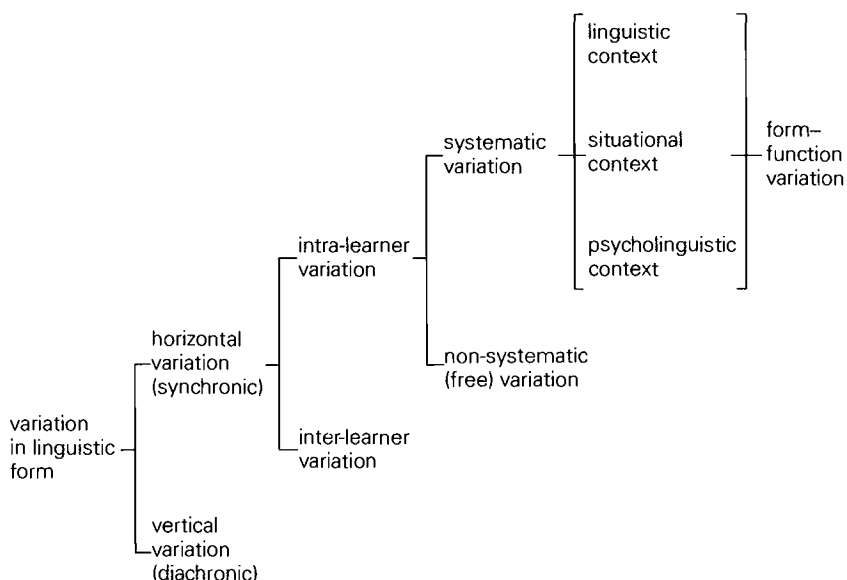 linguistic
context
systematic
variation
situational
context
form–
function
variation
intra-learner
variation
psycholinguistic
context
horizontal
variation
(synchronic)
non-systematic
(free) variation
variation
in linguistic
form
inter-learner
variation
vertical
variation
(diachronic)